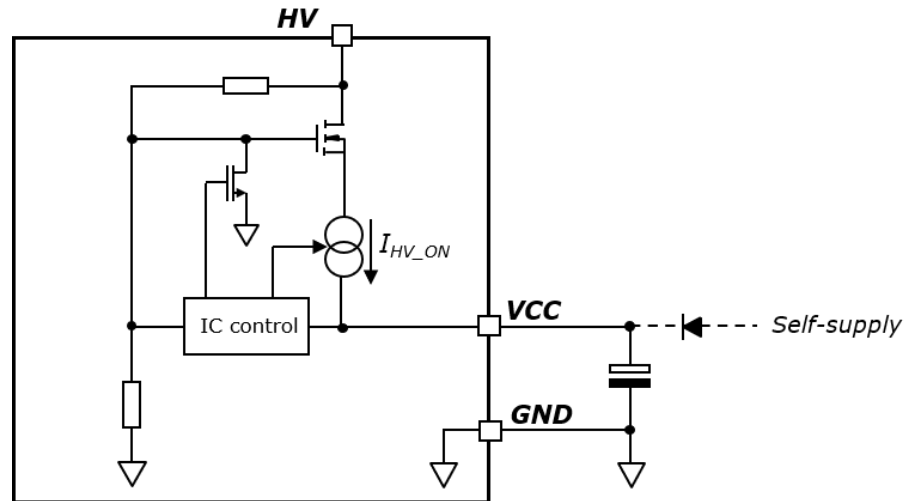 HV
I_HV_ON
IC control
VCC
Self-supply
GND